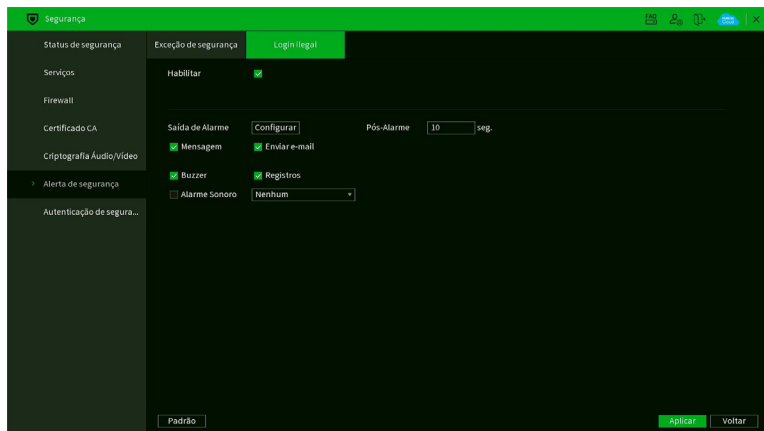 Segurança
FAQ
Status de segurança
Exceção de segurança
Login ilegal
Serviços
Habilitar
Firewall
Certificado CA
Saída de Alarme
Configurar
Pós-Alarme
10
seg.
Mensagem
Enviar e-mail
Criptografia Áudio/Vídeo
Buzzer
Registros
Alerta de segurança
Alarme Sonoro
Nenhum
Autenticação de segura...
Padrão
Aplicar
Voltar